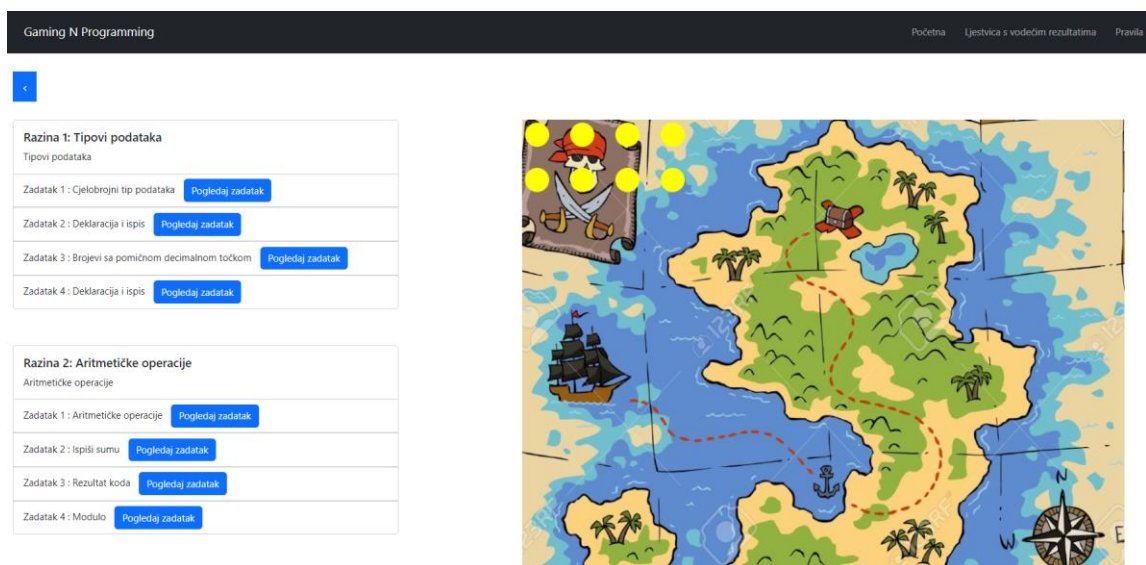 Gaming N Programming
Početna Ljestvica s vodećim rezultatima Pravila
<
Razina 1: Tipovi podataka
Tipovi podataka
Zadatak 1 : Cjelobrojni tip podataka Pogledaj zadatak
Zadatak 2 : Deklaracija i ispis Pogledaj zadatak
Zadatak 3 : Brojevi sa pomičnom decimalnom točkom Pogledaj zadatak
Zadatak 4 : Deklaracija i ispis Pogledaj zadatak
Razina 2: Aritmetičke operacije
Aritmetičke operacije
Zadatak 1 : Aritmetičke operacije Pogledaj zadatak
Zadatak 2 : Ispiši sumu Pogledaj zadatak
Zadatak 3 : Rezultat koda Pogledaj zadatak
Zadatak 4 : Modulo Pogledaj zadatak
N
W E